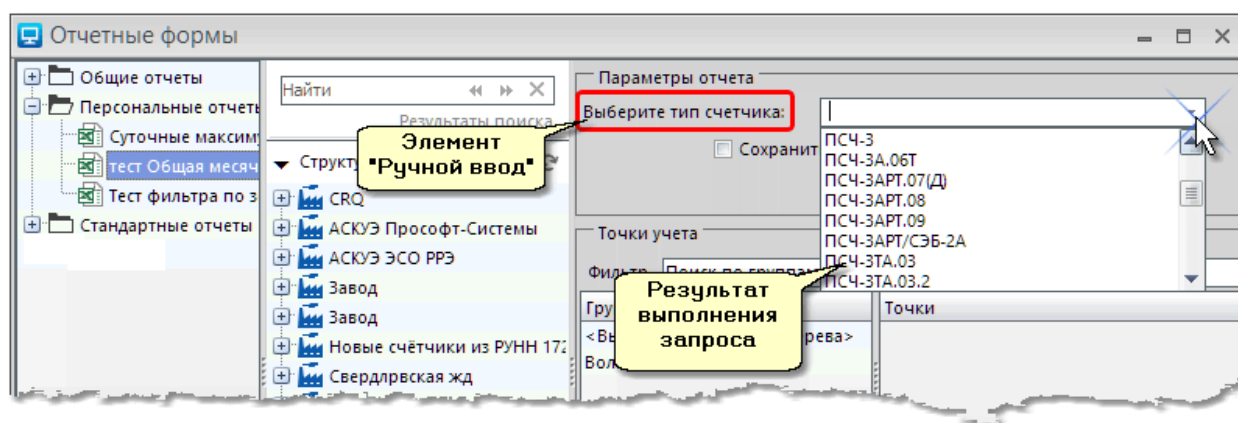 Отчетные формы
Общие отчеты
Персональные отчеть
Суточные максиму
тест Общая месяч
Тест фильтра по з
Стандартные отчеты
Найти
Результаты поиска
Структу
CRQ
АСКУЭ Прософт-Системы
АСКУЭ ЭСО РРЭ
Завод
Завод
Новые счётчики из РУНН 172
Свердлрвская жд
Параметры отчета
Выберите тип счетчика:
Сохранит
ПСЧ-3
ПСЧ-3А.06Т
ПСЧ-3АРТ.07(Д)
ПСЧ-3АРТ.08
ПСЧ-3АРТ.09
ПСЧ-3АРТ/СЭБ-2А
ПСЧ-3ТА.03
ПСЧ-3ТА.03.2
Элемент
"Ручной ввод"
Точки учета
Фильтр Поиск по группам
Гру
Точки
<Вы рева>
Вол
Результат
выполнения
запроса